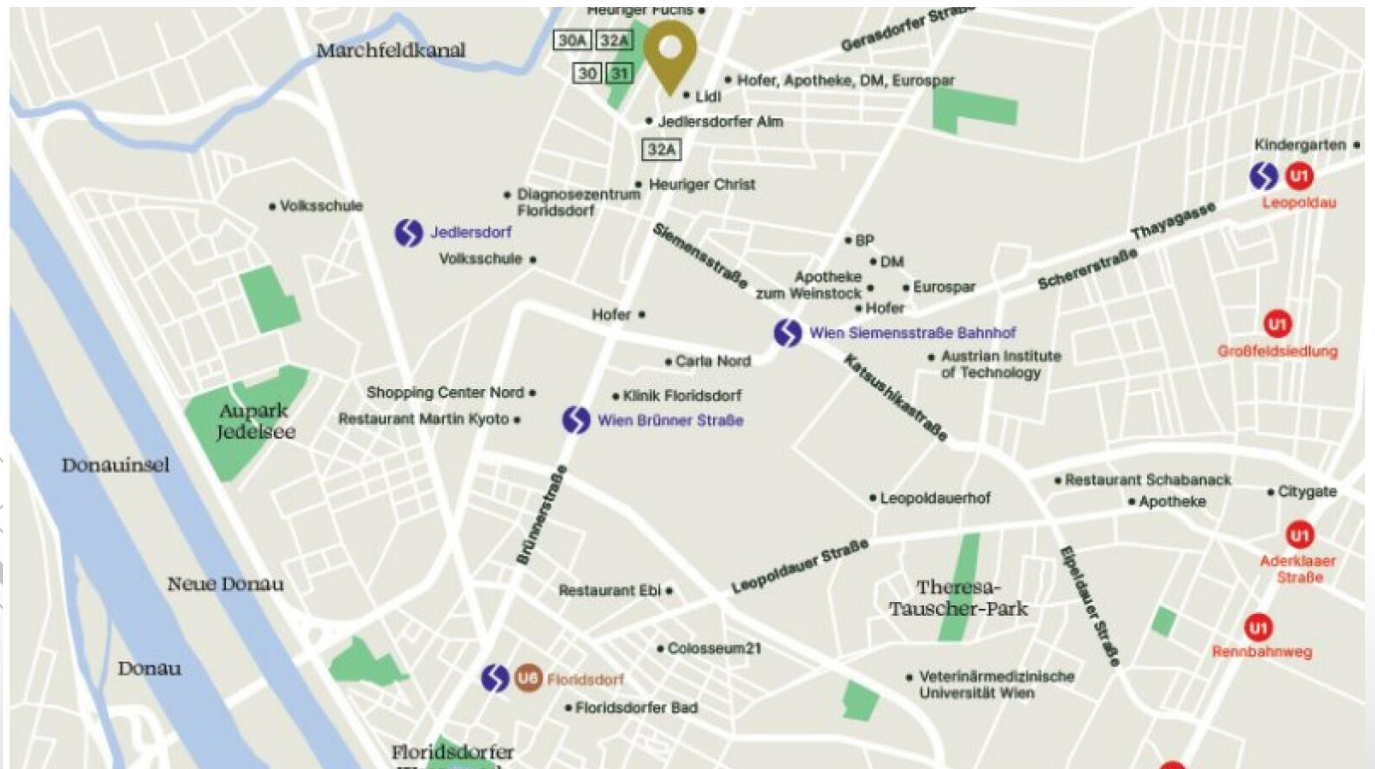 Heuriger Fuchs
Gerasdorfer Straße
Marchfeldkanal
30A 32A
30 31
Hofer, Apotheke, DM, Eurospar
Lidl
Jedlersdorfer Alm
32A
Kindergarten
U1
Leopoldau
Heuriger Christ
Diagnosezentrum
Floridsdorf
Volksschule
Jedlersdorf
Thayagasse
Siemensstraße
BP
Schererstraße
Volksschule
DM
Apotheke
zum Weinstock
Eurospar
Hofer
Hofer
U1
Großfeldsiedlung
Wien Siemensstraße Bahnhof
Carla Nord
Austrian Institute
of Technology
Katsushikastraße
Shopping Center Nord
Klinik Floridsdorf
Restaurant Martin Kyoto
Wien Brünner Straße
Aupark
Jedelsee
Donauinsel
Restaurant Schabanack
Leopoldauerhof
Apotheke
Citygate
Brünnerstraße
U1
Aderklaaer
Straße
Leopoldauer Straße
Eipeldauer Straße
Neue Donau
Restaurant Ebi
Theresa-
Tauscher-Park
U1
Rennbahnweg
Colosseum21
Donau
U6
Floridsdorf
Veterinärmedizinische
Universität Wien
Floridsdorfer Bad
Floridsdorfer